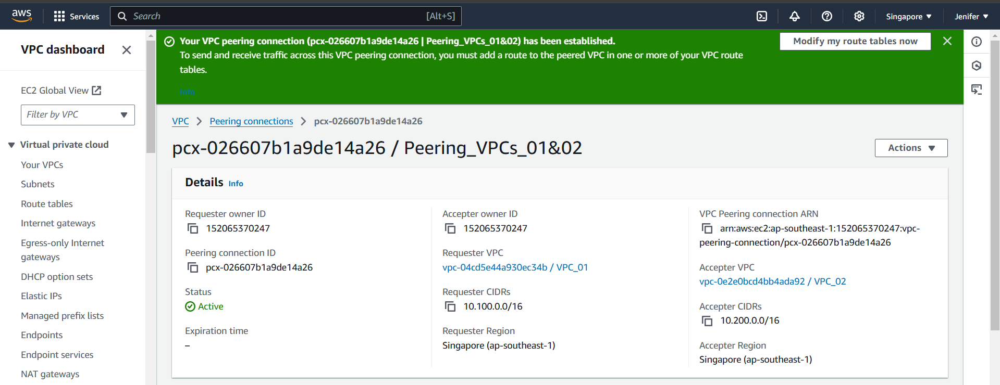 aws
Services
Search
[Alt+S]
Singapore
Jenifer
VPC dashboard
EC2 Global View
Filter by VPC
Virtual private cloud
Your VPCs
Subnets
Route tables
Internet gateways
Egress-only Internet
gateways
DHCP option sets
Elastic IPs
Managed prefix lists
Endpoints
Endpoint services
NAT gateways
Your VPC peering connection (pcx-026607b1a9de14a26 | Peering_VPCs_01&02) has been established.
To send and receive traffic across this VPC peering connection, you must add a route to the peered VPC in one or more of your VPC route
tables.
Info
Modify my route tables now
VPC
Peering connections
pcx-026607b1a9de14a26
pcx-026607b1a9de14a26 / Peering_VPCs_01&02
Actions
Details Info
Requester owner ID
152065370247
Peering connection ID
pcx-026607b1a9de14a26
Status
Active
Expiration time
–
Accepter owner ID
152065370247
Requester VPC
vpc-04cd5e44a930ec34b / VPC_01
Requester CIDRs
10.100.0.0/16
Requester Region
Singapore (ap-southeast-1)
VPC Peering connection ARN
arn:aws:ec2:ap-southeast-1:152065370247:vpc-
peering-connection/pcx-026607b1a9de14a26
Accepter VPC
vpc-0e2e0bcd4bb4ada92 / VPC_02
Accepter CIDRs
10.200.0.0/16
Accepter Region
Singapore (ap-southeast-1)